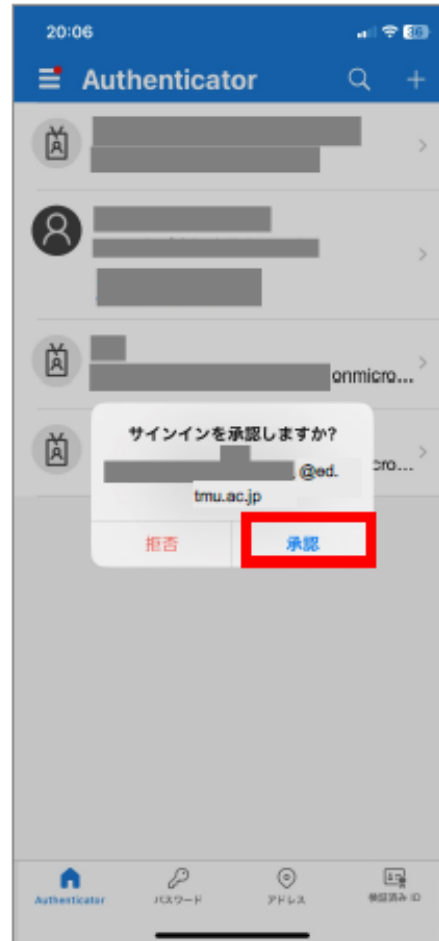 20:06
36
Authenticator
onmicro...
サインインを承認しますか?
@ed.
tmu.ac.jp
cro...
拒否
承認
Authenticator
パスワード
アドレス
検証済み ID